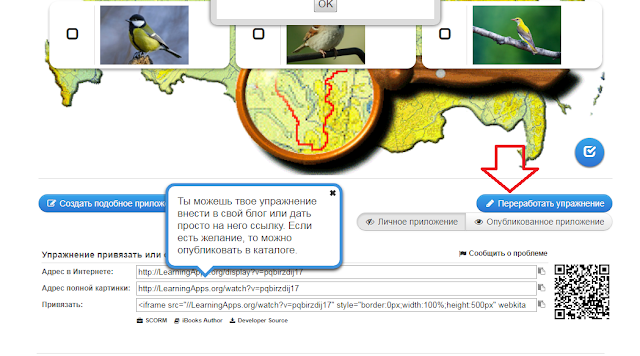 OK
Создать подобное прилож
Переработать упражнение
Ты можешь твое упражнение
внести в свой блог или дать
просто на него ссылку. Если
есть желание, то можно
опубликовать в каталоге.
Личное приложение
Опубликованное приложение
Упражнение привязать или
Сообщить о проблеме
Адрес в Интернете: http://LearningApps.org/display?v=pqbirzdij17
Адрес полной картинки: http://LearningApps.org/watch?v=pqbirzdij17
Привязать: <iframe src="//LearningApps.org/watch?v=pqbirzdij17" style="border:0px;width:100%;height:500px" webkita
SCORM iBooks Author Developer Source